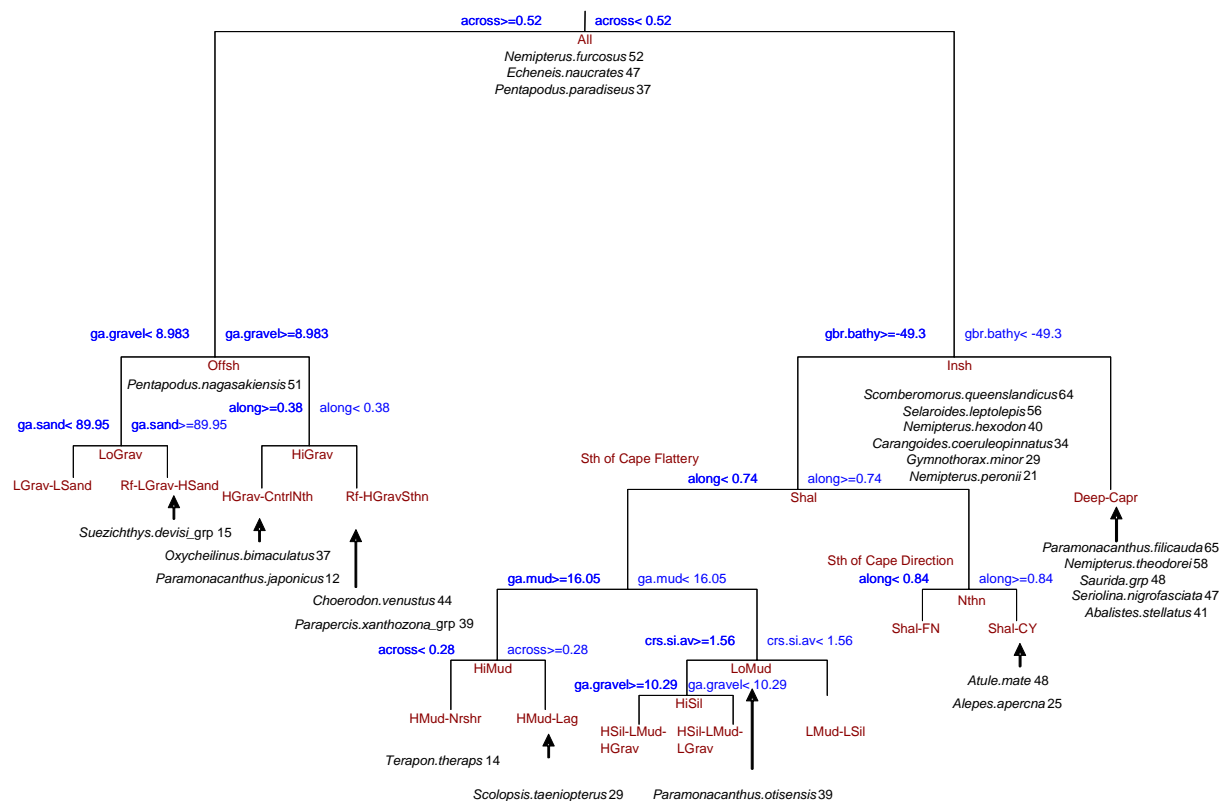 across>=0.52 across< 0.52
All
Nemipterus.furcosus 52
Echeneis.naucrates 47
Pentapodus.paradiseus 37
ga.gravel< 8.983 ga.gravel>=8.983
gbr.bathy>=-49.3 gbr.bathy< -49.3
Offsh
Insh
Pentapodus.nagasakiensis 51
Scomberomorus.queenslandicus 64
Selaroides.leptolepis 56
Nemipterus.hexodon 40
Carangoides.coeruleopinnatus 34
Gymnothorax.minor 29
Nemipterus.peronii 21
along>=0.38 along< 0.38
ga.sand< 89.95 ga.sand>=89.95
LoGrav
HiGrav
Sth of Cape Flattery
along< 0.74 along>=0.74
LGrav-LSand
Rf-LGrav-HSand
HGrav-CntrlNth
Rf-HGravSthn
Shal
Deep-Capr
Suezichthys.devisi_grp 15
Oxycheilinus.bimaculatus 37
Paramonacanthus.japonicus 12
Choerodon.venustus 44
Parapercis.xanthozona_grp 39
Paramonacanthus.filicauda 65
Nemipterus.theodorei 58
Saurida.grp 48
Seriolina.nigrofasciata 47
Abalistes.stellatus 41
Sth of Cape Direction
along< 0.84 along>=0.84
ga.mud>=16.05 ga.mud< 16.05
Nthn
Shal-FN
Shal-CY
across< 0.28 across>=0.28
crs.si.av>=1.56 crs.si.av< 1.56
HiMud
LoMud
Atule.mate 48
Alepes.apercna 25
ga.gravel>=10.29 ga.gravel< 10.29
HiSil
HMud-Nrshr
HMud-Lag
HSil-LMud-
HGrav
HSil-LMud-
LGrav
LMud-LSil
Terapon.theraps 14
Scolopsis.taeniopterus 29
Paramonacanthus.otisensis 39